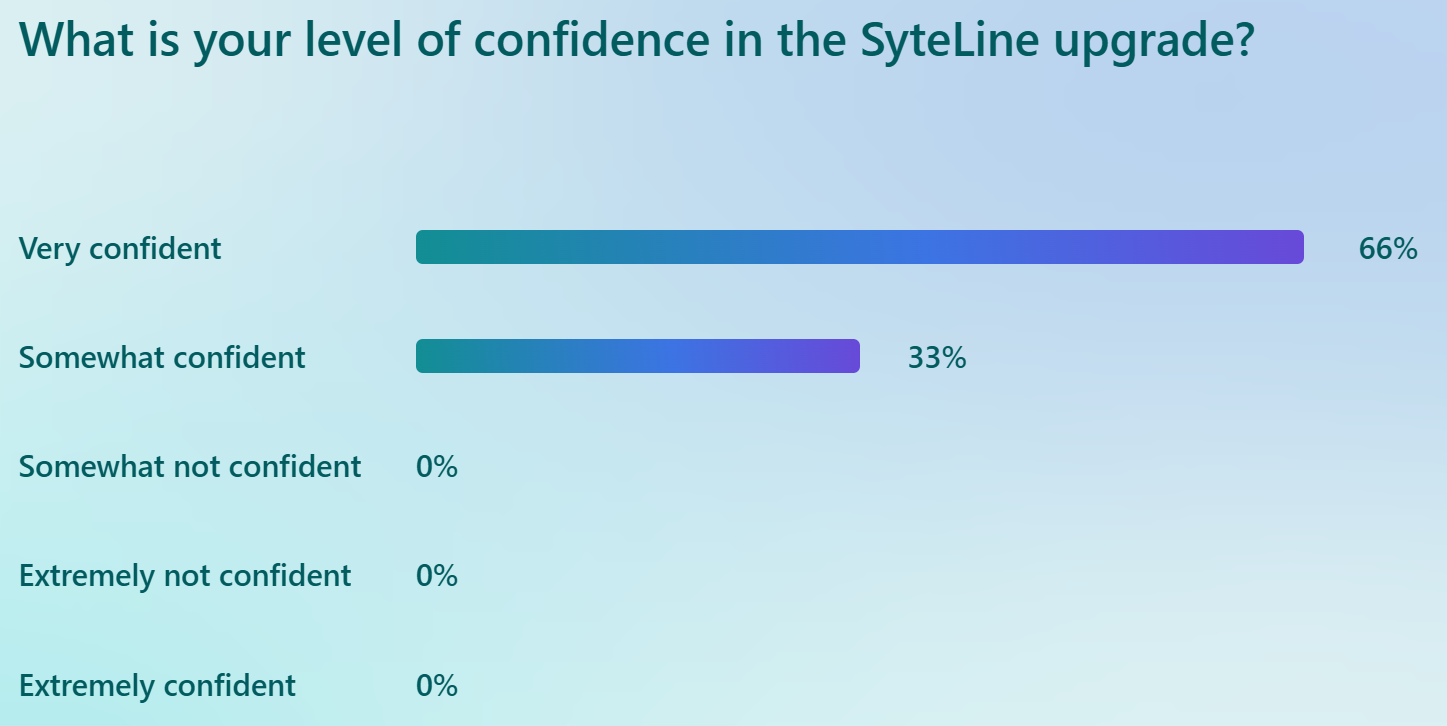 What is your level of confidence in the SyteLine upgrade?
Very confident 66%
Somewhat confident 33%
Somewhat not confident 0%
Extremely not confident 0%
Extremely confident 0%